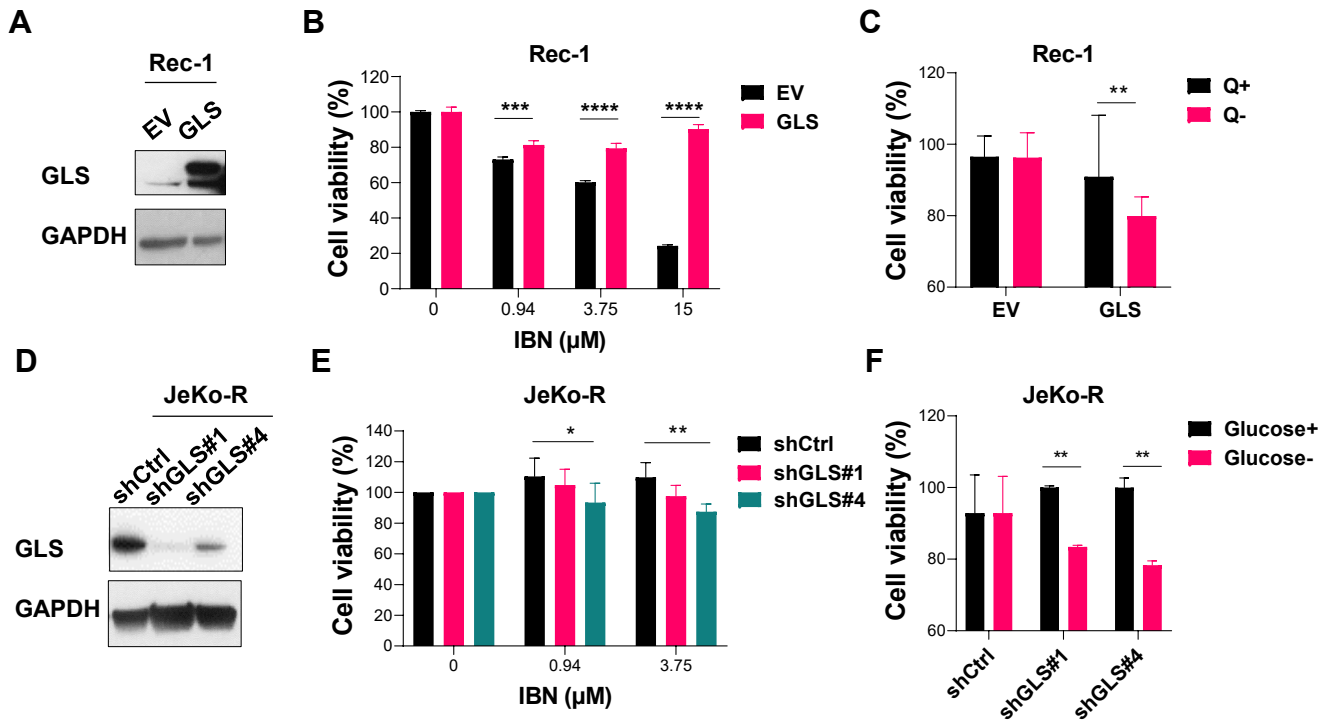 A
Rec-1
EV GLS
GLS
GAPDH
B
Rec-1
Cell viability (%)
120
100
80
60
40
20
0
*** **** ****
0 0.94 3.75 15
IBN (µM)
EV
GLS
C
Rec-1
Cell viability (%)
120
100
80
60
**
EV GLS
Q+
Q-
D
JeKo-R
shCtrl shGLS#1 shGLS#4
GLS
GAPDH
E
JeKo-R
Cell viability (%)
140
120
100
80
60
40
20
0
* **
0 0.94 3.75
IBN (µM)
shCtrl
shGLS#1
shGLS#4
F
JeKo-R
Cell viability (%)
120
100
80
60
** **
shCtrl shGLS#1 shGLS#4
Glucose+
Glucose-